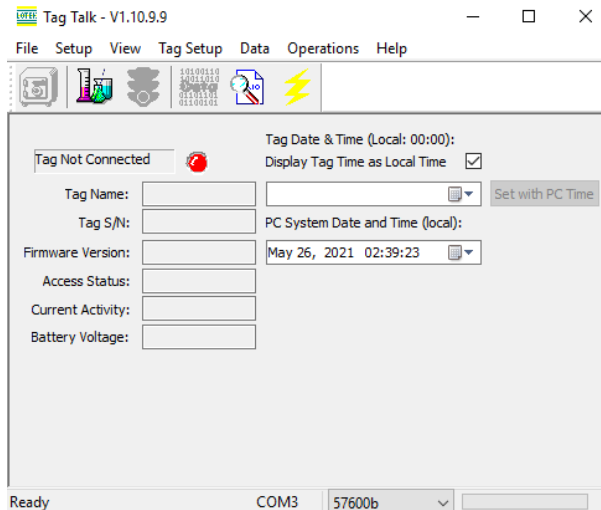 LOTEK Tag Talk - V1.10.9.9
File Setup View Tag Setup Data Operations Help
10100110
10011010
Data
01101101
01100101
.IO
Tag Date & Time (Local: 00:00):
Tag Not Connected
Display Tag Time as Local Time
Tag Name:
Set with PC Time
Tag S/N:
PC System Date and Time (local):
Firmware Version:
May 26, 2021 02:39:23
Access Status:
Current Activity:
Battery Voltage:
Ready COM3 57600b